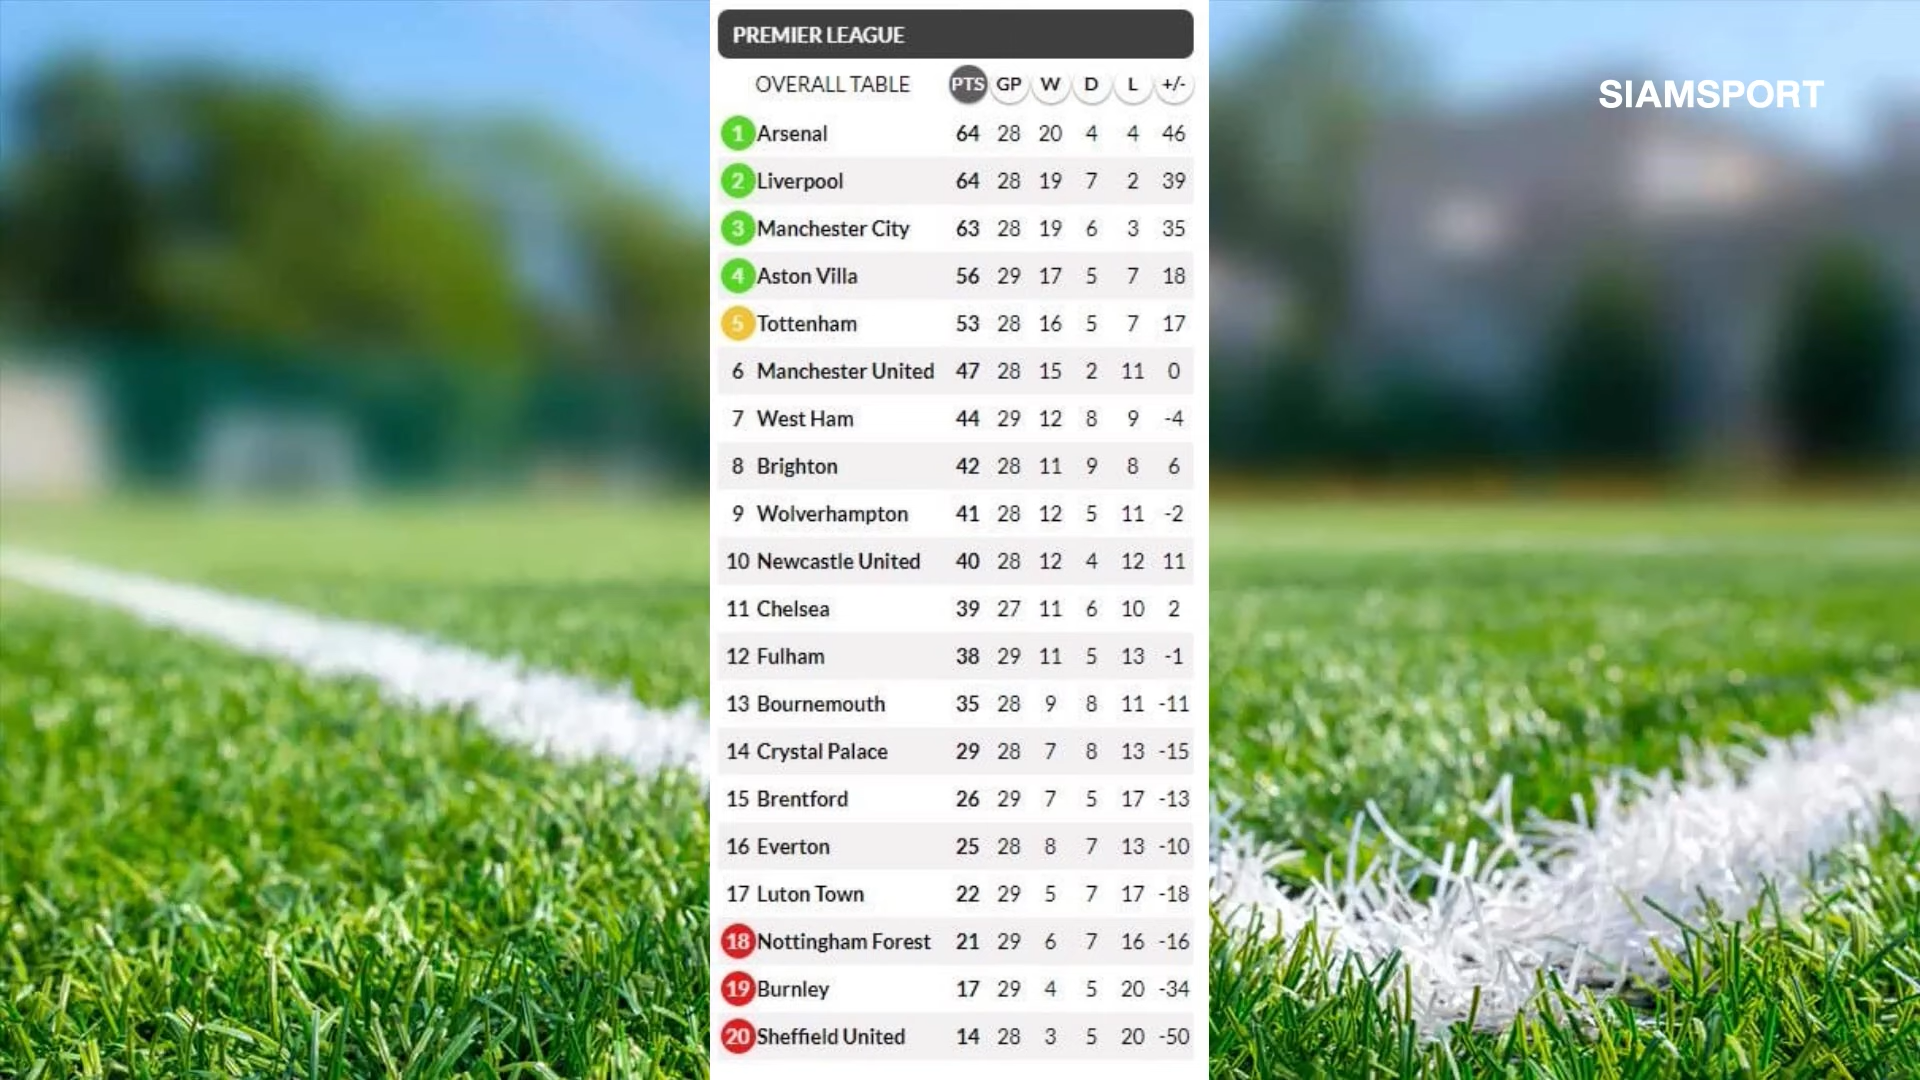 PREMIER LEAGUE
OVERALL TABLE PTS GP W D L +/-
SIAMSPORT
1 Arsenal 64 28 20 4 4 46
2 Liverpool 64 28 19 7 2 39
3 Manchester City 63 28 19 6 3 35
4 Aston Villa 56 29 17 5 7 18
5 Tottenham 53 28 16 5 7 17
6 Manchester United 47 28 15 2 11 0
7 West Ham 44 29 12 8 9 -4
8 Brighton 42 28 11 9 8 6
9 Wolverhampton 41 28 12 5 11 -2
10 Newcastle United 40 28 12 4 12 11
11 Chelsea 39 27 11 6 10 2
12 Fulham 38 29 11 5 13 -1
13 Bournemouth 35 28 9 8 11 -11
14 Crystal Palace 29 28 7 8 13 -15
15 Brentford 26 29 7 5 17 -13
16 Everton 25 28 8 7 13 -10
17 Luton Town 22 29 5 7 17 -18
18 Nottingham Forest 21 29 6 7 16 -16
19 Burnley 17 29 4 5 20 -34
20 Sheffield United 14 28 3 5 20 -50